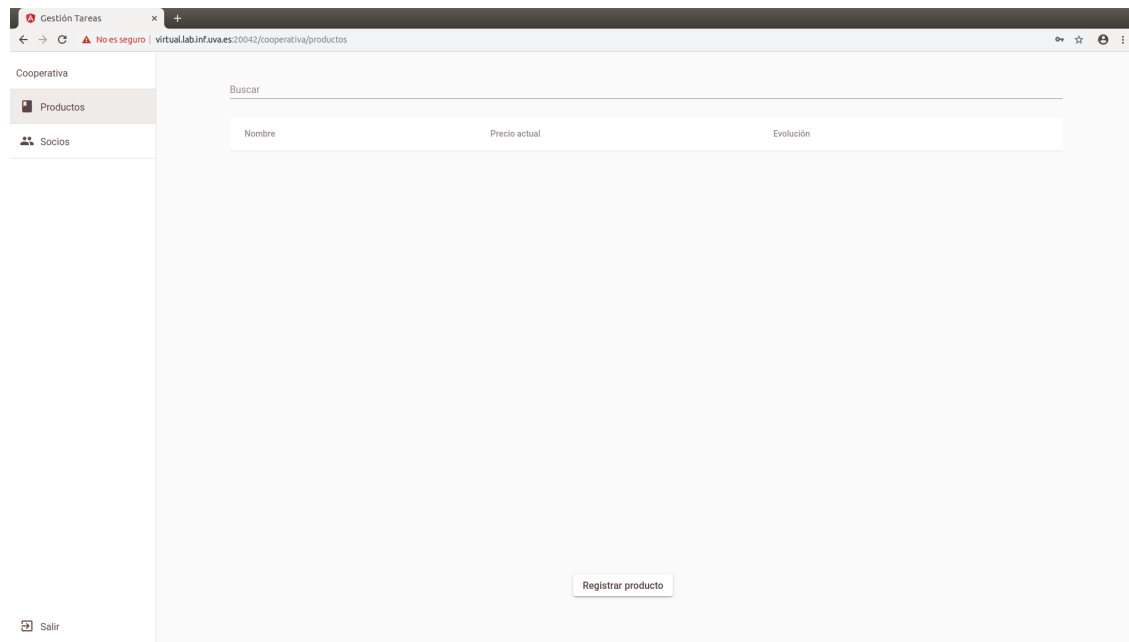 Gestión Tareas
No es seguro | virtual.lab.inf.uva.es:20042/cooperativa/productos
Cooperativa
Productos
Socios
Buscar
Nombre Precio actual Evolución
Registrar producto
Salir